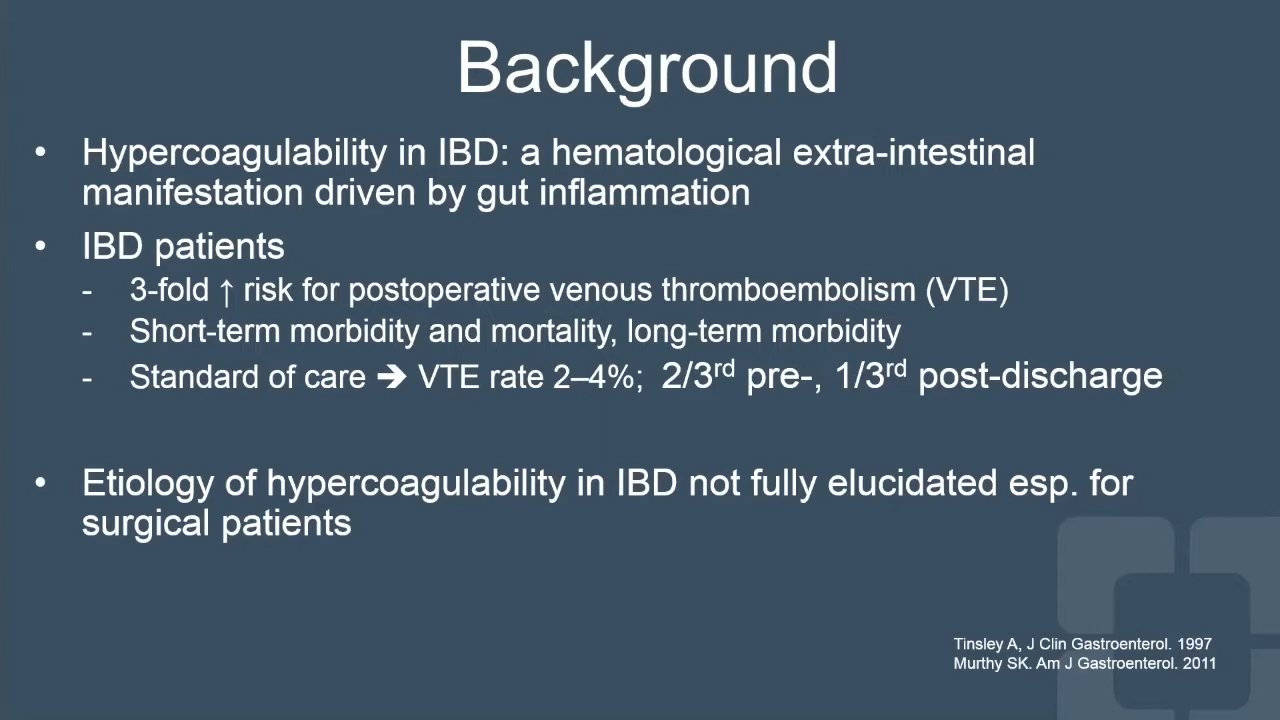 Background
• Hypercoagulability in IBD: a hematological extra-intestinal
manifestation driven by gut inflammation
• IBD patients
- 3-fold ↑ risk for postoperative venous thromboembolism (VTE)
- Short-term morbidity and mortality, long-term morbidity
- Standard of care ➔ VTE rate 2–4%; 2/3rd pre-, 1/3rd post-discharge
• Etiology of hypercoagulability in IBD not fully elucidated esp. for
surgical patients
Tinsley A, J Clin Gastroenterol. 1997
Murthy SK. Am J Gastroenterol. 2011